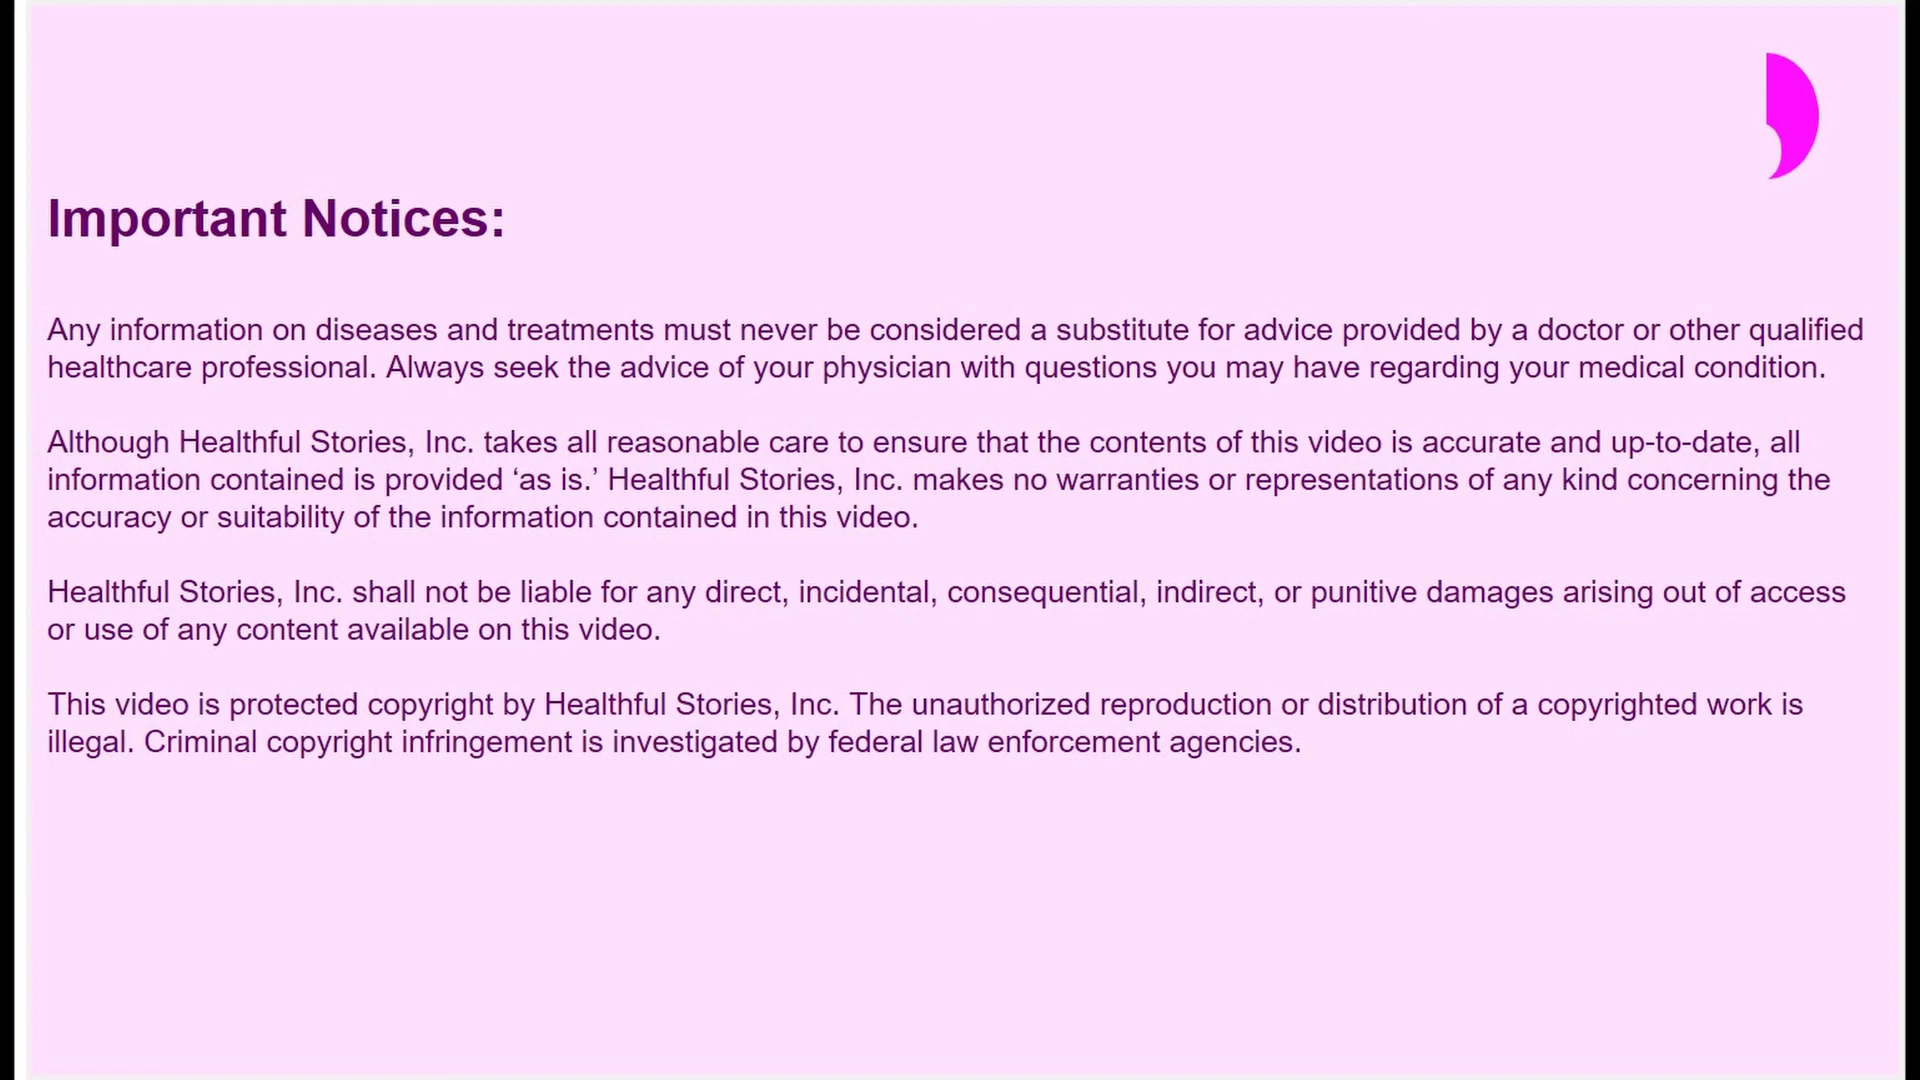 Important Notices:
Any information on diseases and treatments must never be considered a substitute for advice provided by a doctor or other qualified
healthcare professional. Always seek the advice of your physician with questions you may have regarding your medical condition.
Although Healthful Stories, Inc. takes all reasonable care to ensure that the contents of this video is accurate and up-to-date, all
information contained is provided ‘as is.’ Healthful Stories, Inc. makes no warranties or representations of any kind concerning the
accuracy or suitability of the information contained in this video.
Healthful Stories, Inc. shall not be liable for any direct, incidental, consequential, indirect, or punitive damages arising out of access
or use of any content available on this video.
This video is protected copyright by Healthful Stories, Inc. The unauthorized reproduction or distribution of a copyrighted work is
illegal. Criminal copyright infringement is investigated by federal law enforcement agencies.